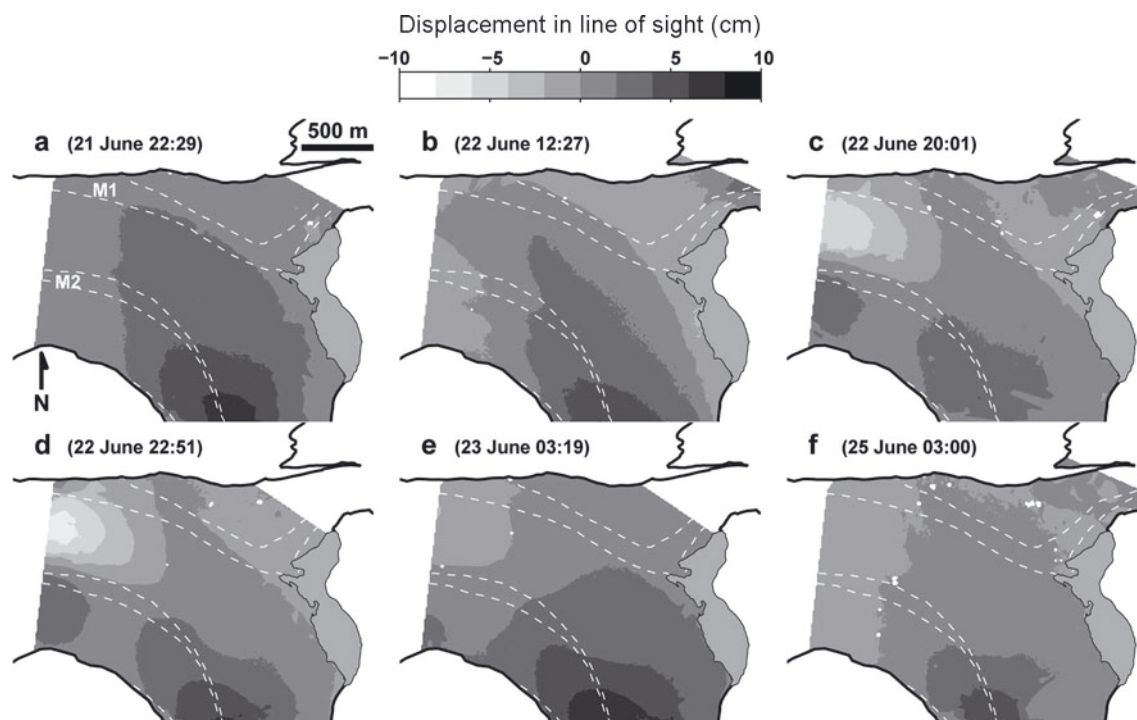 Displacement in line of sight (cm)
−10 −5 0 5 10
a (21 June 22:29) 500 m
b (22 June 12:27)
c (22 June 20:01)
M1
M2
N
d (22 June 22:51)
e (23 June 03:19)
f (25 June 03:00)